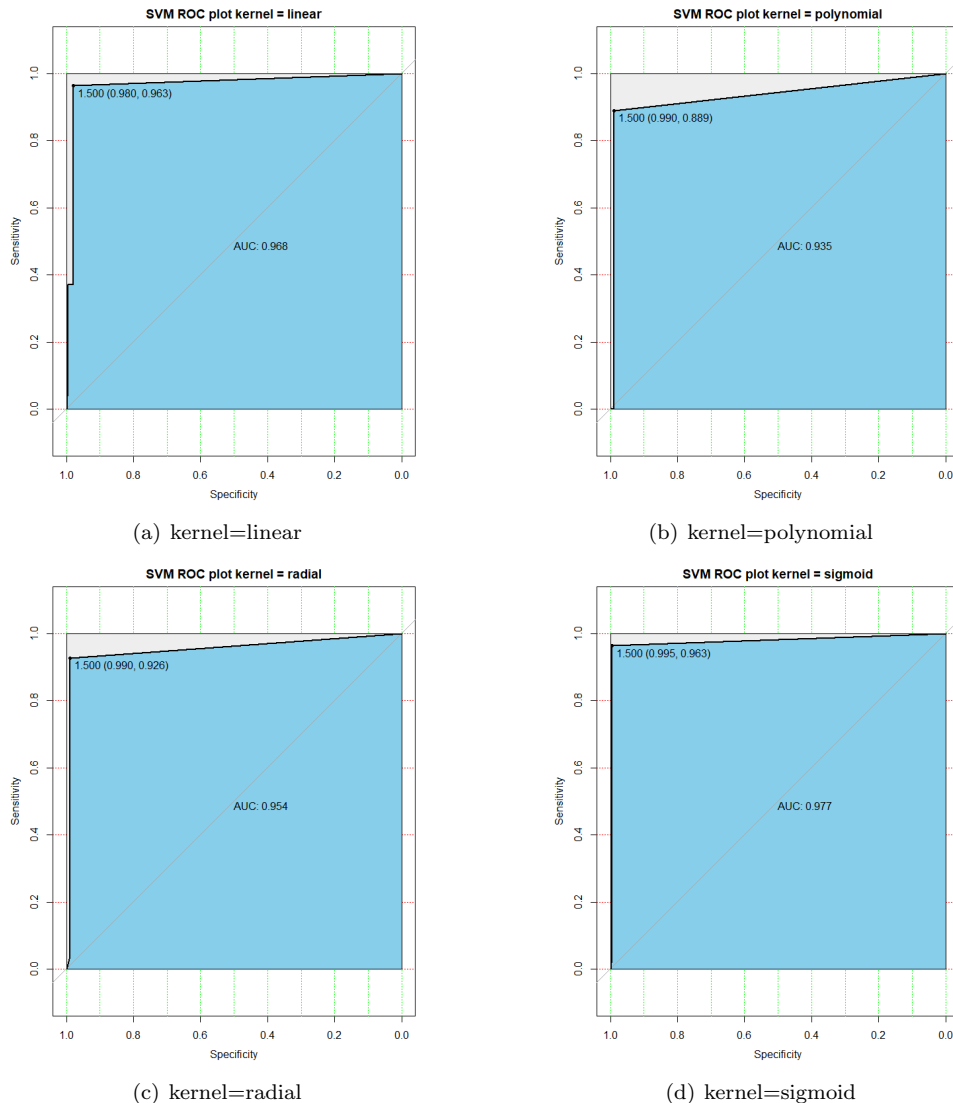 SVM ROC plot kernel = linear
1.0
0.8
0.6
0.4
0.2
0.0
Sensitivity
1.500 (0.980, 0.963)
AUC: 0.968
1.0 0.8 0.6 0.4 0.2 0.0
Specificity
(a) kernel=linear
SVM ROC plot kernel = polynomial
1.0
0.8
0.6
0.4
0.2
0.0
Sensitivity
1.500 (0.990, 0.889)
AUC: 0.935
1.0 0.8 0.6 0.4 0.2 0.0
Specificity
(b) kernel=polynomial
SVM ROC plot kernel = radial
1.0
0.8
0.6
0.4
0.2
0.0
Sensitivity
1.500 (0.990, 0.926)
AUC: 0.954
1.0 0.8 0.6 0.4 0.2 0.0
Specificity
(c) kernel=radial
SVM ROC plot kernel = sigmoid
1.0
0.8
0.6
0.4
0.2
0.0
Sensitivity
1.500 (0.995, 0.963)
AUC: 0.977
1.0 0.8 0.6 0.4 0.2 0.0
Specificity
(d) kernel=sigmoid